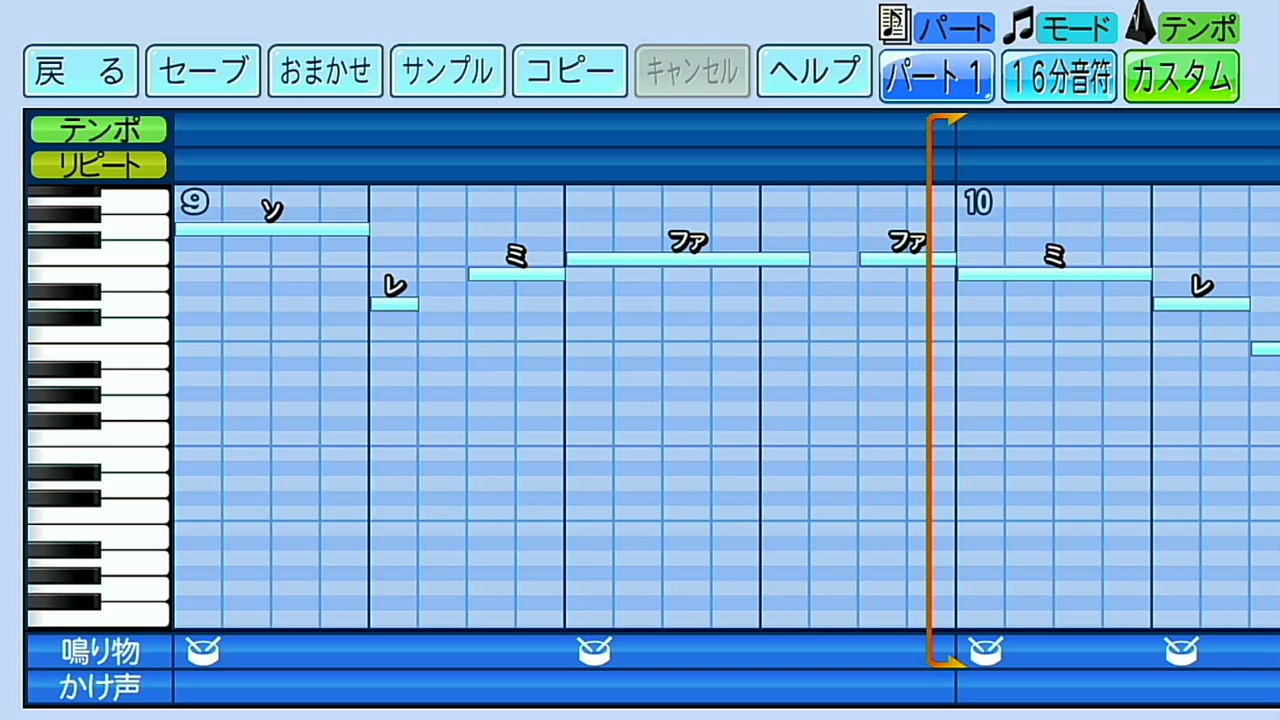 パート モード テンポ
戻 る セーブ おまかせ サンプル コピー キャンセル ヘルプ パート1 16分音符 カスタム
テンポ
リピート
9 ソ 10
ファ ファ
ミ ミ
レ レ
鳴り物
かけ声